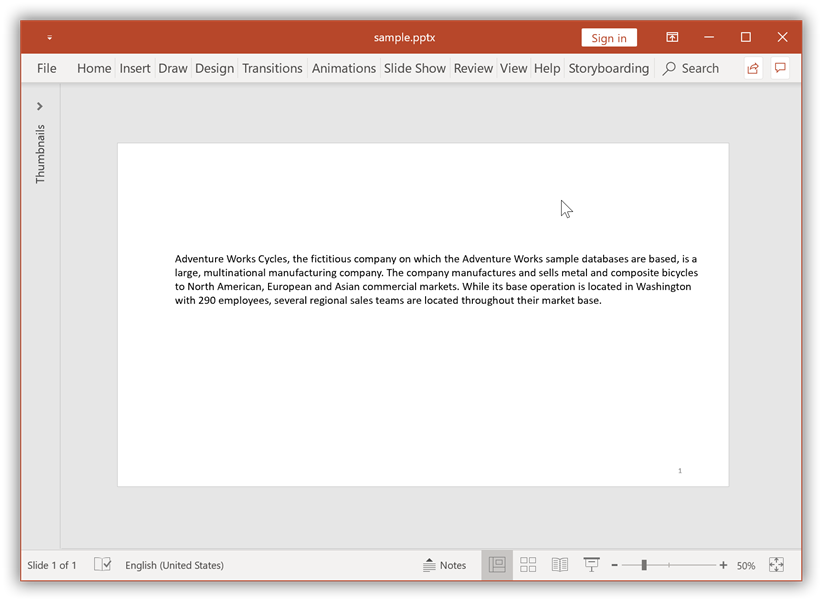 sample.pptx
Sign in
File Home Insert Draw Design Transitions Animations Slide Show Review View Help Storyboarding Search
Thumbnails
Adventure Works Cycles, the fictitious company on which the Adventure Works sample databases are based, is a
large, multinational manufacturing company. The company manufactures and sells metal and composite bicycles
to North American, European and Asian commercial markets. While its base operation is located in Washington
with 290 employees, several regional sales teams are located throughout their market base.
1
Slide 1 of 1 English (United States) Notes 50%